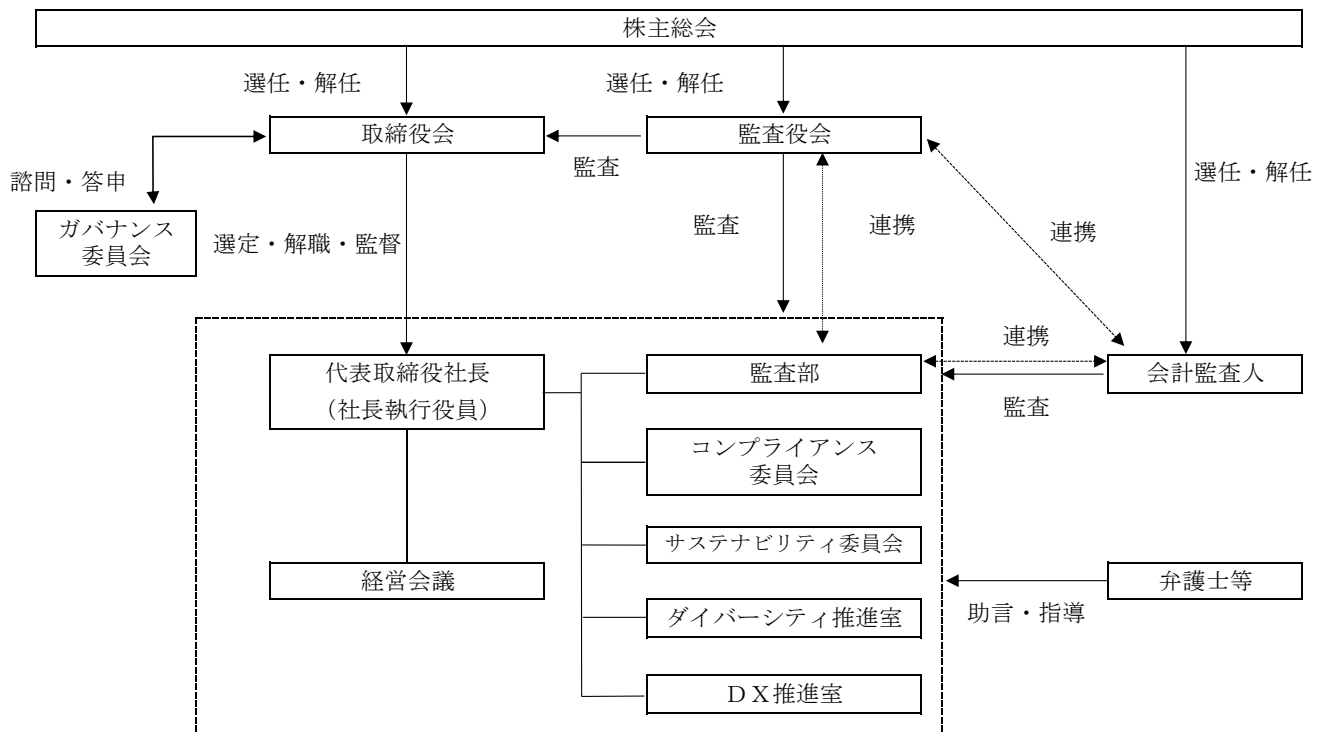 株主総会
選任・解任
選任・解任
取締役会
監査役会
監査
諮問・答申
選任・解任
ガバナンス
委員会
選定・解職・監督
監査
連携
連携
連携
代表取締役社長
（社長執行役員）
監査部
会計監査人
監査
コンプライアンス
委員会
サステナビリティ委員会
経営会議
弁護士等
助言・指導
ダイバーシティ推進室
ＤＸ推進室